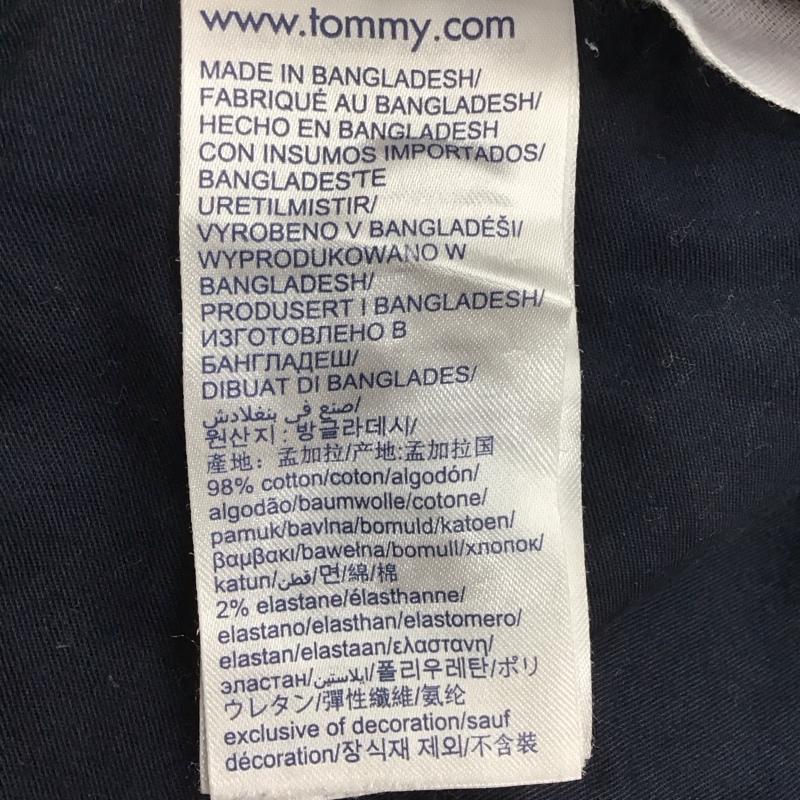 www.tommy.com
MADE IN BANGLADESH/
FABRIQUÉ AU BANGLADESH/
HECHO EN BANGLADESH
CON INSUMOS IMPORTADOS/
BANGLADES'TE
URETILMISTIR/
VYROBENO V BANGLADÉŠI/
WYPRODUKOWANO W
BANGLADESH/
PRODUSERT I BANGLADESH/
ИЗГОТОВЛЕНО В
БАНГЛАДЕШ/
DIBUAT DI BANGLADES/
صنع في بنغلادش/
원산지 : 방글라데시/
產地: 孟加拉/产地:孟加拉国
98% cotton/coton/algodón/
algodão/baumwolle/cotone/
pamuk/bavlna/bomuld/katoen/
βαμβακι/bawełna/bomull/хлопок/
katun/قطن/면/綿/棉
2% elastane/élasthanne/
elastano/elasthan/elastomero/
elastan/elastaan/ελαστανη/
эластан/ايلاستين/폴리우레탄/ポリ
ウレタン/彈性纖維/氨纶
exclusive of decoration/sauf
décoration/장식재 제외/不含裝